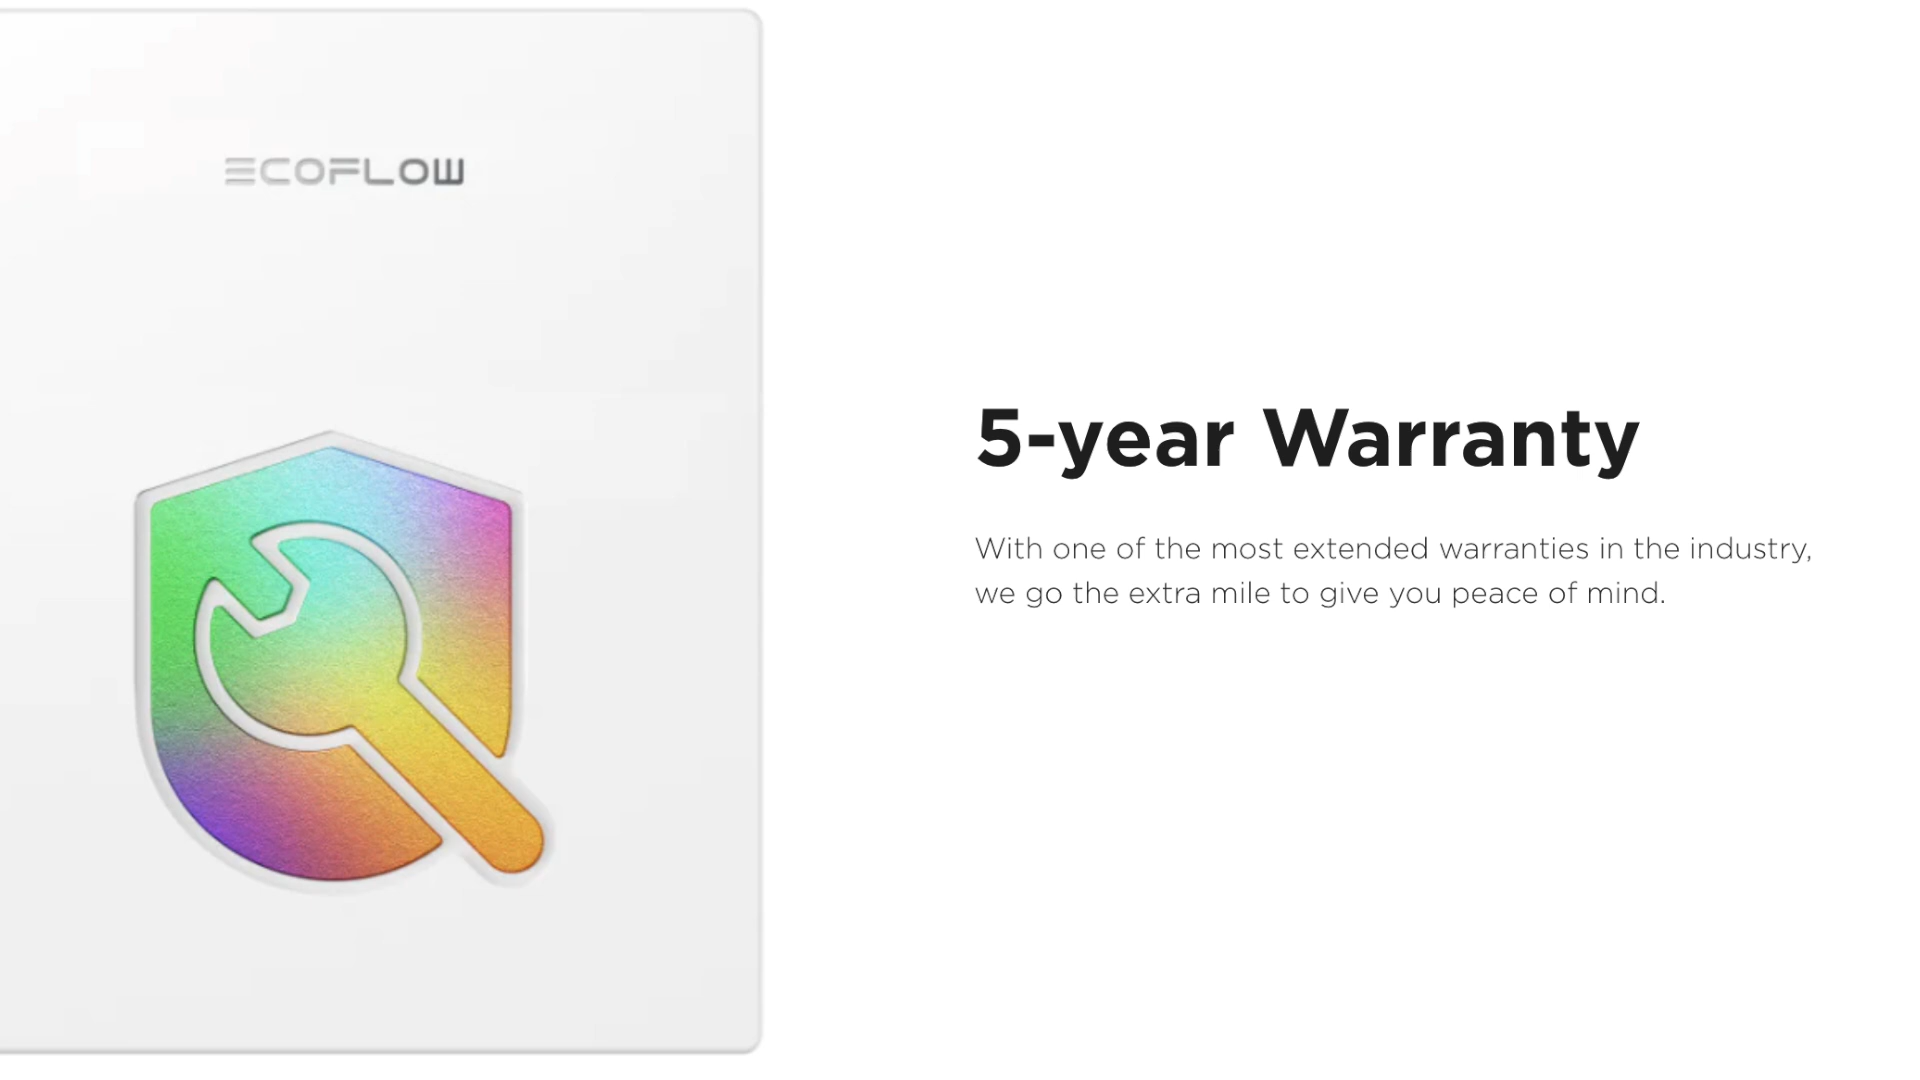 ECOFLOW
5-year Warranty
With one of the most extended warranties in the industry,
we go the extra mile to give you peace of mind.